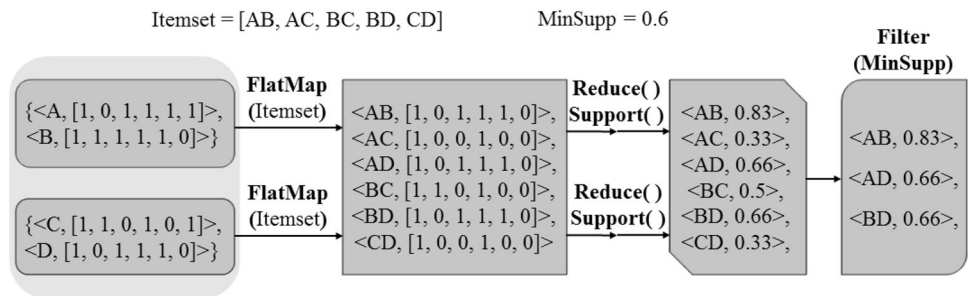 Itemset = [AB, AC, BC, BD, CD]
MinSupp = 0.6
{<A, [1, 0, 1, 1, 1, 1]>,
<B, [1, 1, 1, 1, 1, 0]>}
{<C, [1, 1, 0, 1, 0, 1]>,
<D, [1, 0, 1, 1, 1, 0]>}
FlatMap
(Itemset)
FlatMap
(Itemset)
<AB, [1, 0, 1, 1, 1, 0]>,
<AC, [1, 0, 0, 1, 0, 0]>,
<AD, [1, 0, 1, 1, 1, 0]>,
<BC, [1, 1, 0, 1, 0, 0]>,
<BD, [1, 0, 1, 1, 1, 0]>,
<CD, [1, 0, 0, 1, 0, 0]>
Reduce( )
Support( )
Reduce( )
Support( )
<AB, 0.83>,
<AC, 0.33>,
<AD, 0.66>,
<BC, 0.5>,
<BD, 0.66>,
<CD, 0.33>,
Filter
(MinSupp)
<AB, 0.83>,
<AD, 0.66>,
<BD, 0.66>,